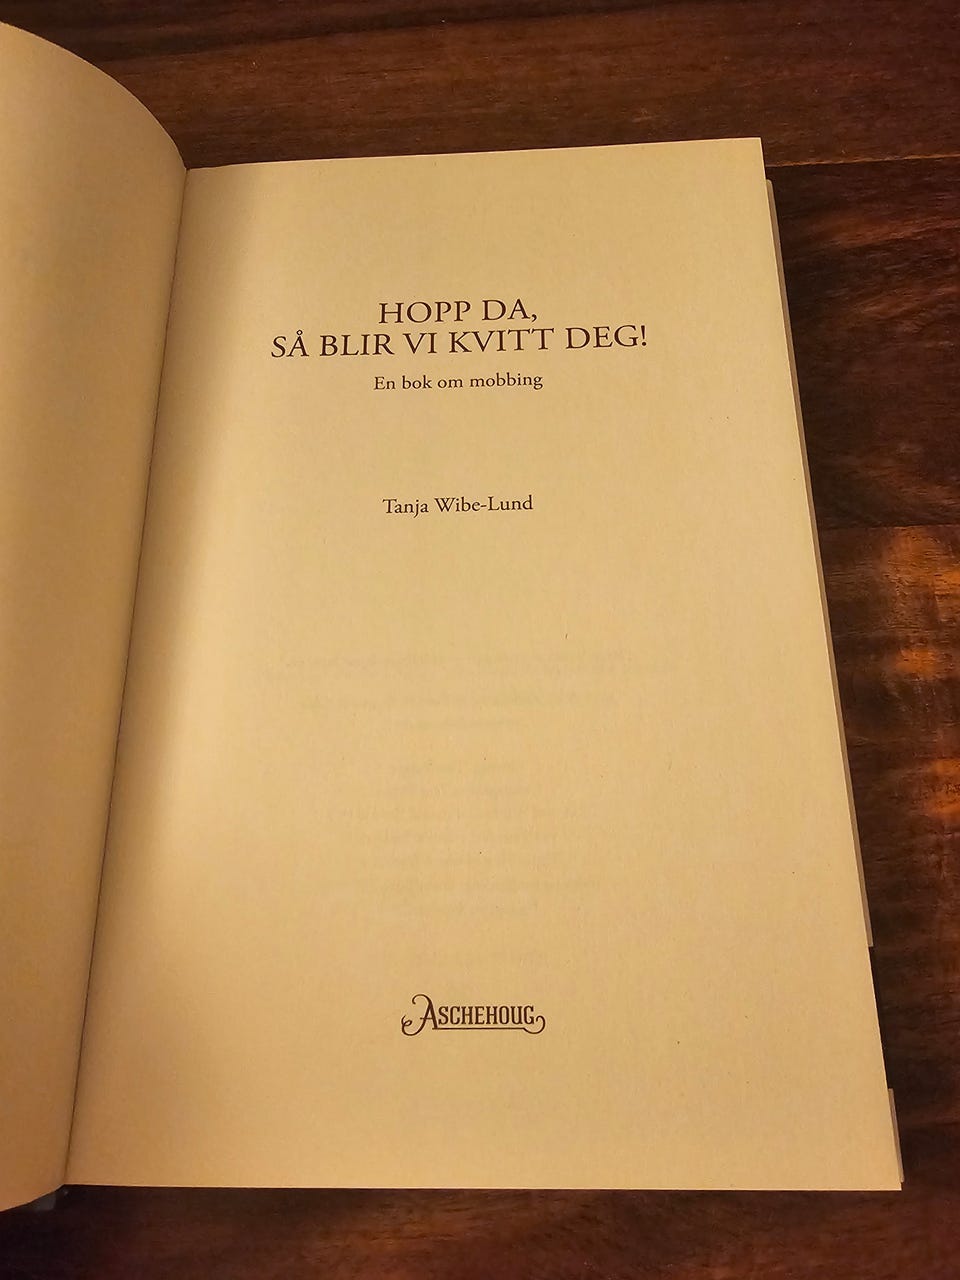 HOPP DA,
SÅ BLIR VI KVITT DEG!
En bok om mobbing
Tanja Wibe-Lund
ASCHEHOUG